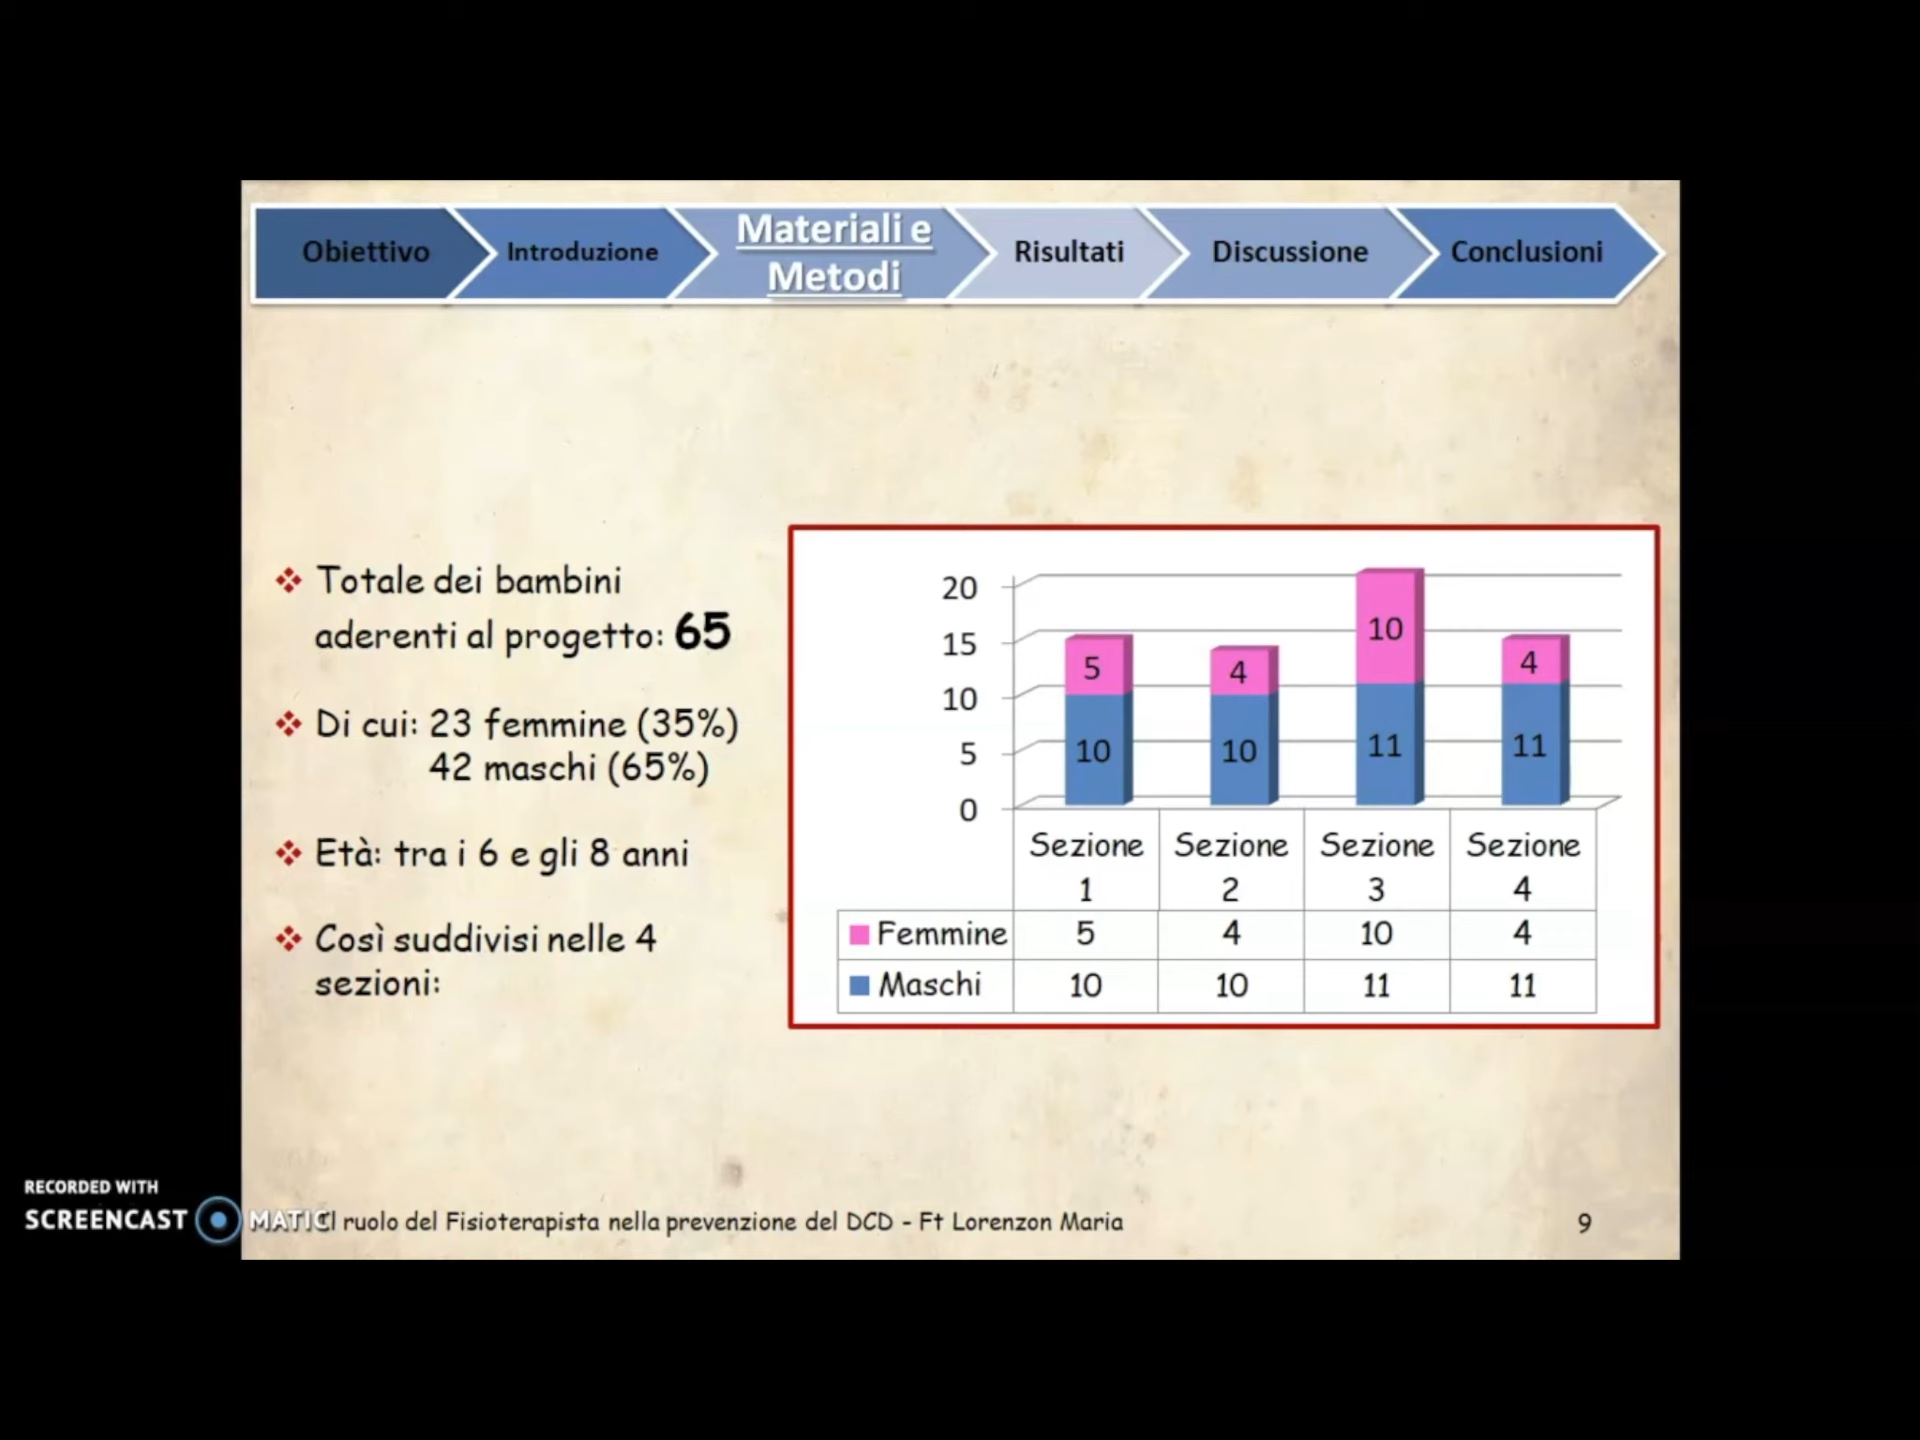 Obiettivo
Introduzione
Materiali e
Metodi
Risultati
Discussione
Conclusioni
Totale dei bambini
aderenti al progetto: 65
Di cui: 23 femmine (35%)
42 maschi (65%)
Età: tra i 6 e gli 8 anni
Così suddivisi nelle 4
sezioni:
20
15
10
5
0
5
4
10
4
10
10
11
11
Sezione 1
Sezione 2
Sezione 3
Sezione 4
Femmine 5 4 10 4
Maschi 10 10 11 11
RECORDED WITH
SCREENCAST MATIC
Il ruolo del Fisioterapista nella prevenzione del DCD - Ft Lorenzon Maria
9